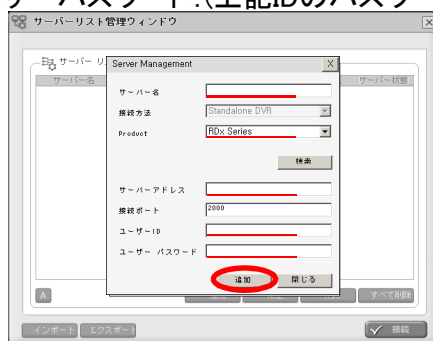 サーバーリスト管理ウィンドウ
サーバー リ
Server Management
X
サーバー名
サーバー状態
サーバー名
接続方法
Standalone DVR
Product
RDx Series
検索
サーバーアドレス
接続ポート
2000
ユーザーID
ユーザー パスワード
追加
閉じる
A
すべて削除
インポート
エクスポート
接続